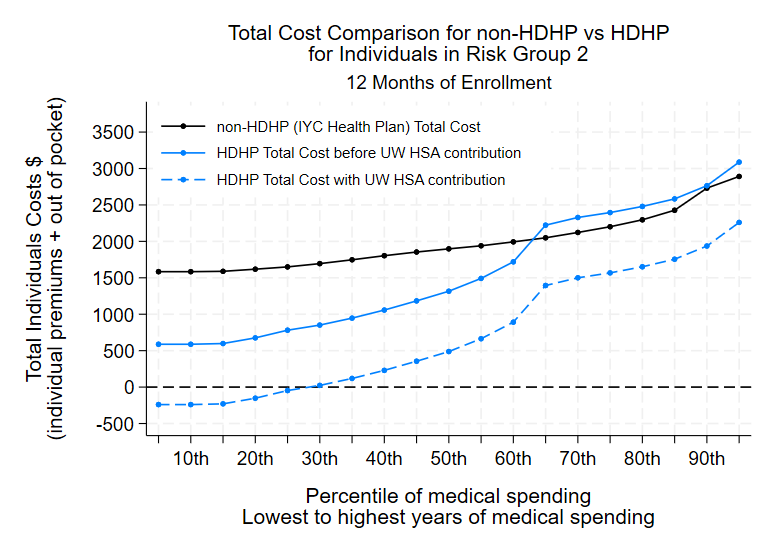 Total Cost Comparison for non-HDHP vs HDHP
for Individuals in Risk Group 2
12 Months of Enrollment
Total Individuals Costs $
(individual premiums + out of pocket)
3500
3000
2500
2000
1500
1000
500
0
-500
non-HDHP (IYC Health Plan) Total Cost
HDHP Total Cost before UW HSA contribution
HDHP Total Cost with UW HSA contribution
10th 20th 30th 40th 50th 60th 70th 80th 90th
Percentile of medical spending
Lowest to highest years of medical spending